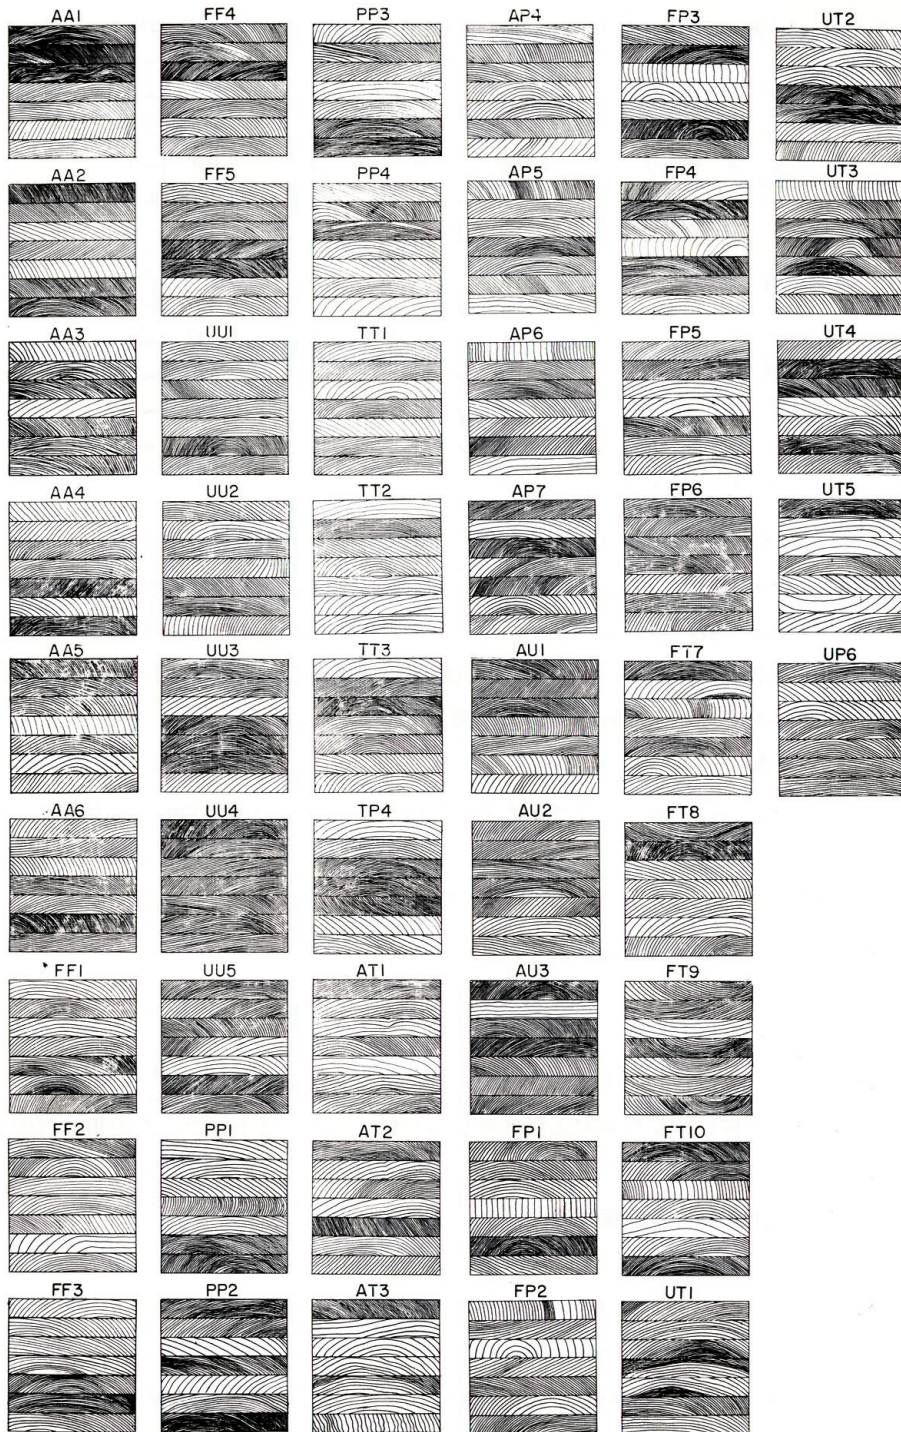 AA1 FF4 PP3 AP4 FP3 UT2
AA2 FF5 PP4 AP5 FP4 UT3
AA3 UU1 TT1 AP6 FP5 UT4
AA4 UU2 TT2 AP7 FP6 UT5
AA5 UU3 TT3 AU1 FT7 UP6
AA6 UU4 TP4 AU2 FT8
FF1 UU5 AT1 AU3 FT9
FF2 PP1 AT2 FP1 FT10
FF3 PP2 AT3 FP2 UT1